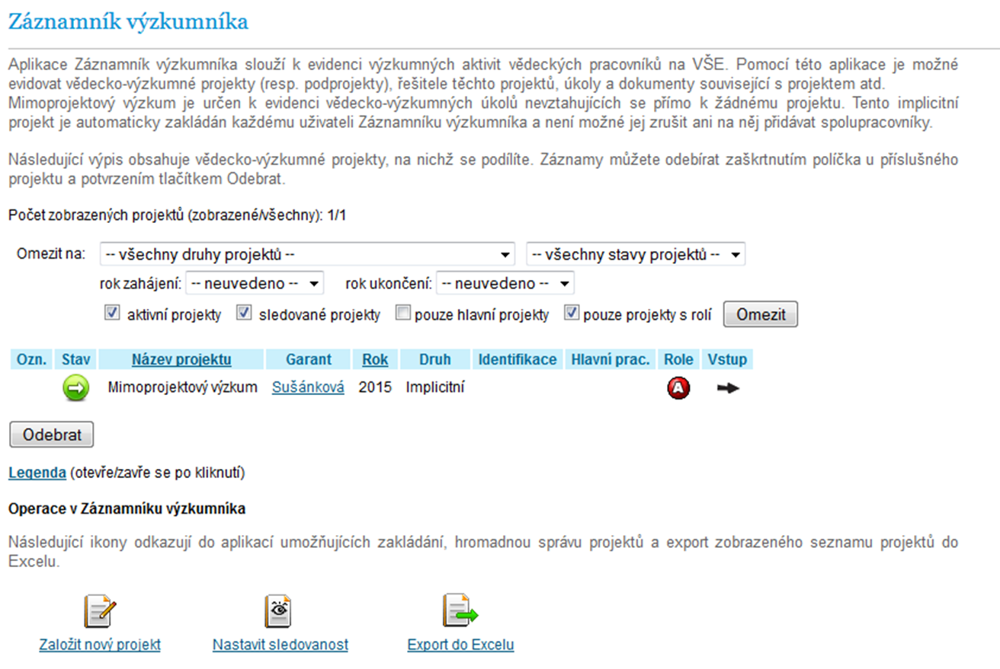 Záznamník výzkumníka
Aplikace Záznamník výzkumníka slouží k evidenci výzkumných aktivit vědeckých pracovníků na VŠE. Pomocí této aplikace je možné
evidovat vědecko-výzkumné projekty (resp. podprojekty), řešitele těchto projektů, úkoly a dokumenty související s projektem atd.
Mimoprojektový výzkum je určen k evidenci vědecko-výzkumných úkolů nevztahujících se přímo k žádnému projektu. Tento implicitní
projekt je automaticky zakládán každému uživateli Záznamníku výzkumníka a není možné jej zrušit ani na něj přidávat spolupracovníky.
Následující výpis obsahuje vědecko-výzkumné projekty, na nichž se podílíte. Záznamy můžete odebírat zaškrtnutím políčka u příslušného
projektu a potvrzením tlačítkem Odebrat.
Počet zobrazených projektů (zobrazené/všechny): 1/1
Omezit na: -- všechny druhy projektů -- -- všechny stavy projektů --
rok zahájení: -- neuvedeno -- rok ukončení: -- neuvedeno --
aktivní projekty sledované projekty pouze hlavní projekty pouze projekty s rolí Omezit
Ozn. Stav Název projektu Garant Rok Druh Identifikace Hlavní prac. Role Vstup
Mimoprojektový výzkum Sušánková 2015 Implicitní A
Odebrat
Legenda (otevře/zavře se po kliknutí)
Operace v Záznamníku výzkumníka
Následující ikony odkazují do aplikací umožňujících zakládání, hromadnou správu projektů a export zobrazeného seznamu projektů do
Excelu.
Založit nový projekt Nastavit sledovanost Export do Excelu